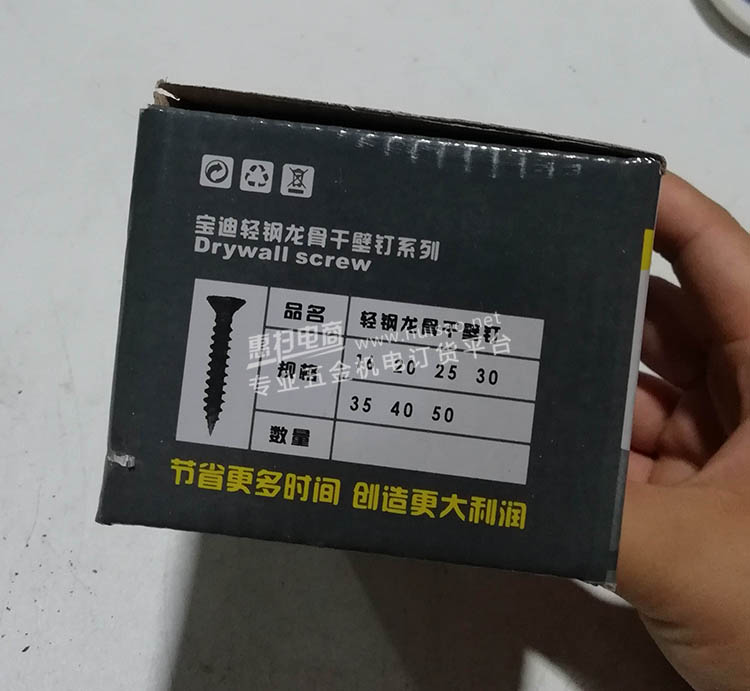 宝迪轻钢龙骨干壁钉系列
Drywall screw
品名 轻钢龙骨干壁钉
惠扫电商
专业五金机电订货平台
规格 16 20 25 30
35 40 50
数量
节省更多时间 创造更大利润